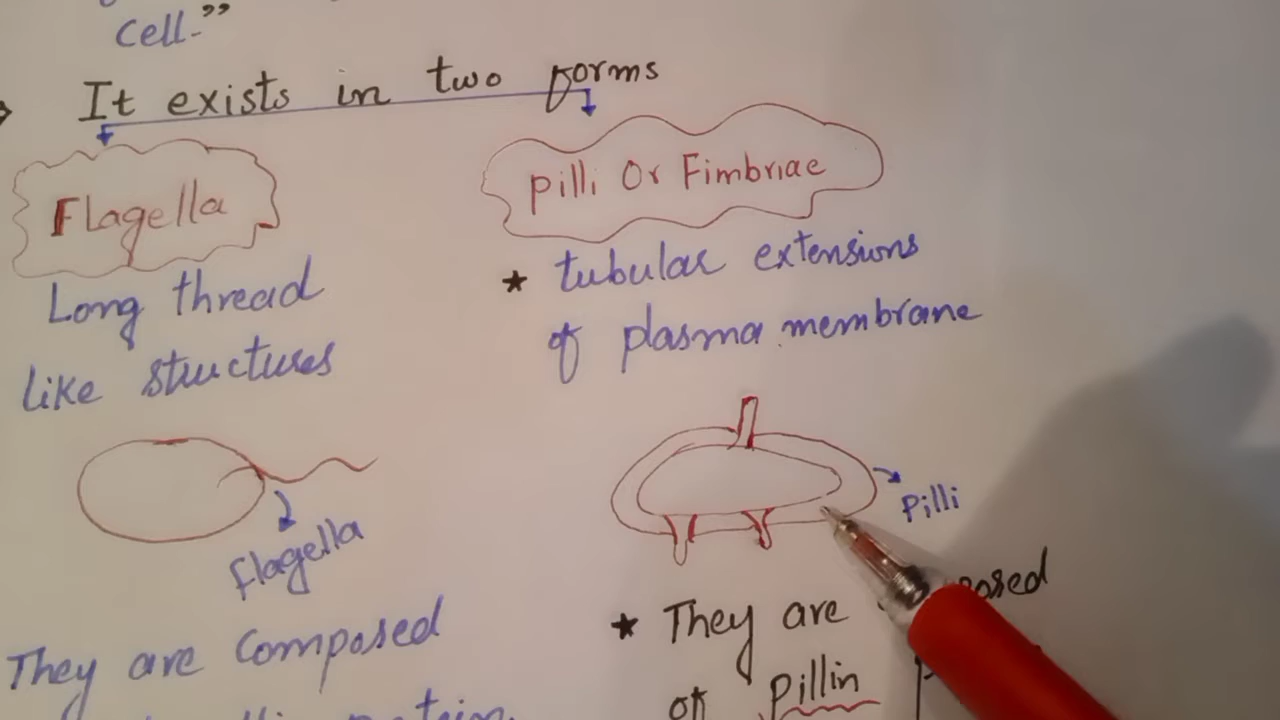 cell.”
It exists in two forms
Flagella
Long thread
like structures
Flagella
They are composed
protein
Pilli Or Fimbriae
★ tubular extensions
of plasma membrane
Pilli
★ They are
of Pillin